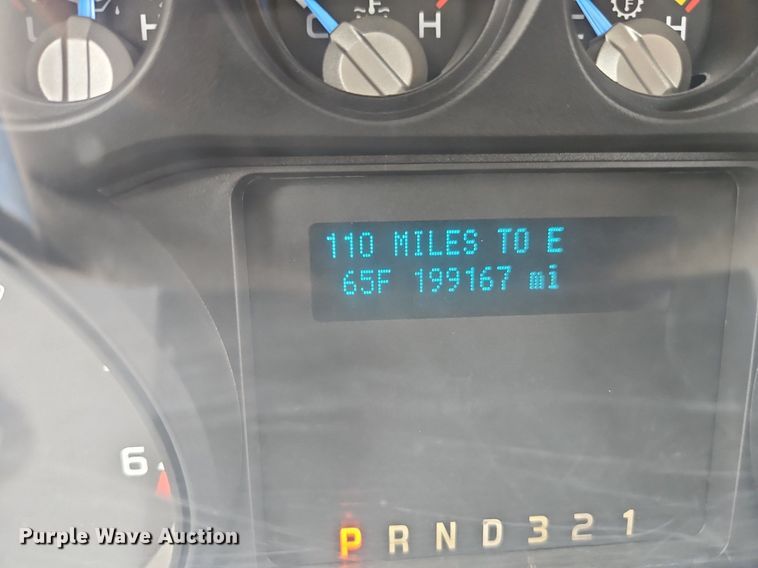 H C H C H
110 MILES TO E
65F 199167 mi
6
P R N D 3 2 1
Purple Wave Auction